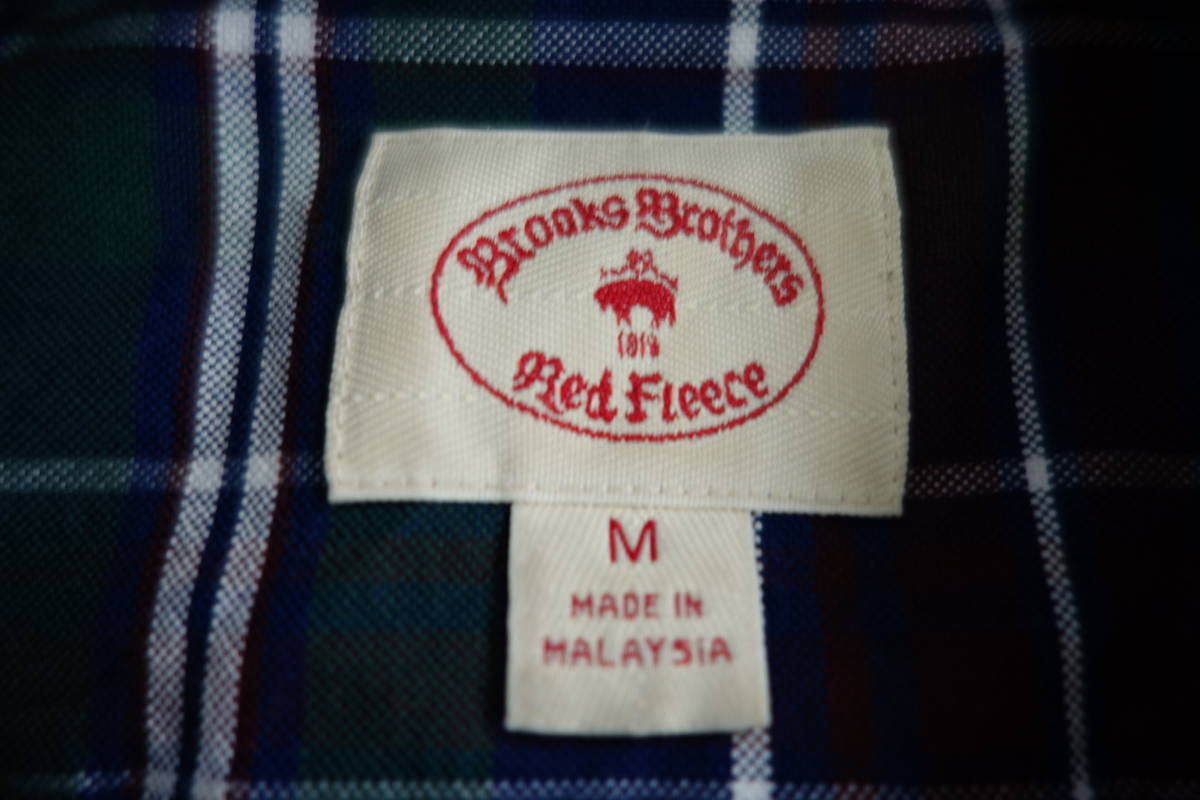 Brooks Brothers
1818
Red Fleece
M
MADE IN
MALAYSiA